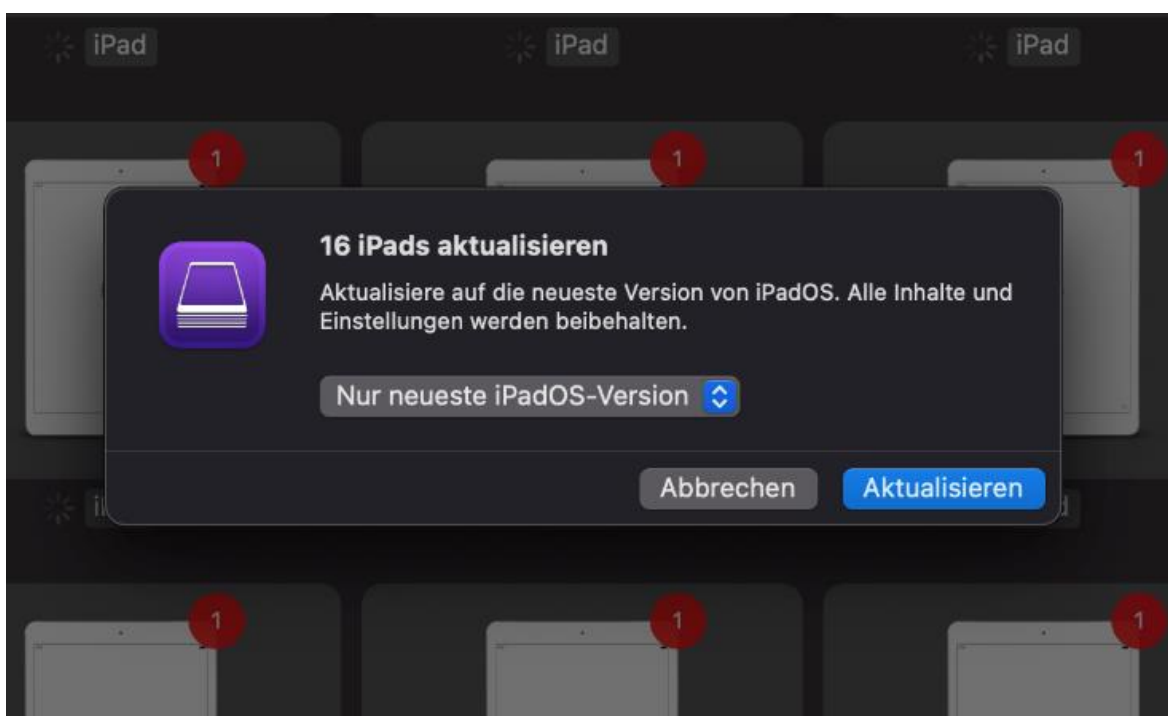 iPad
iPad
iPad
1
1
1
16 iPads aktualisieren
Aktualisiere auf die neueste Version von iPadOS. Alle Inhalte und
Einstellungen werden beibehalten.
Nur neueste iPadOS-Version
Abbrechen
Aktualisieren
1
1
1